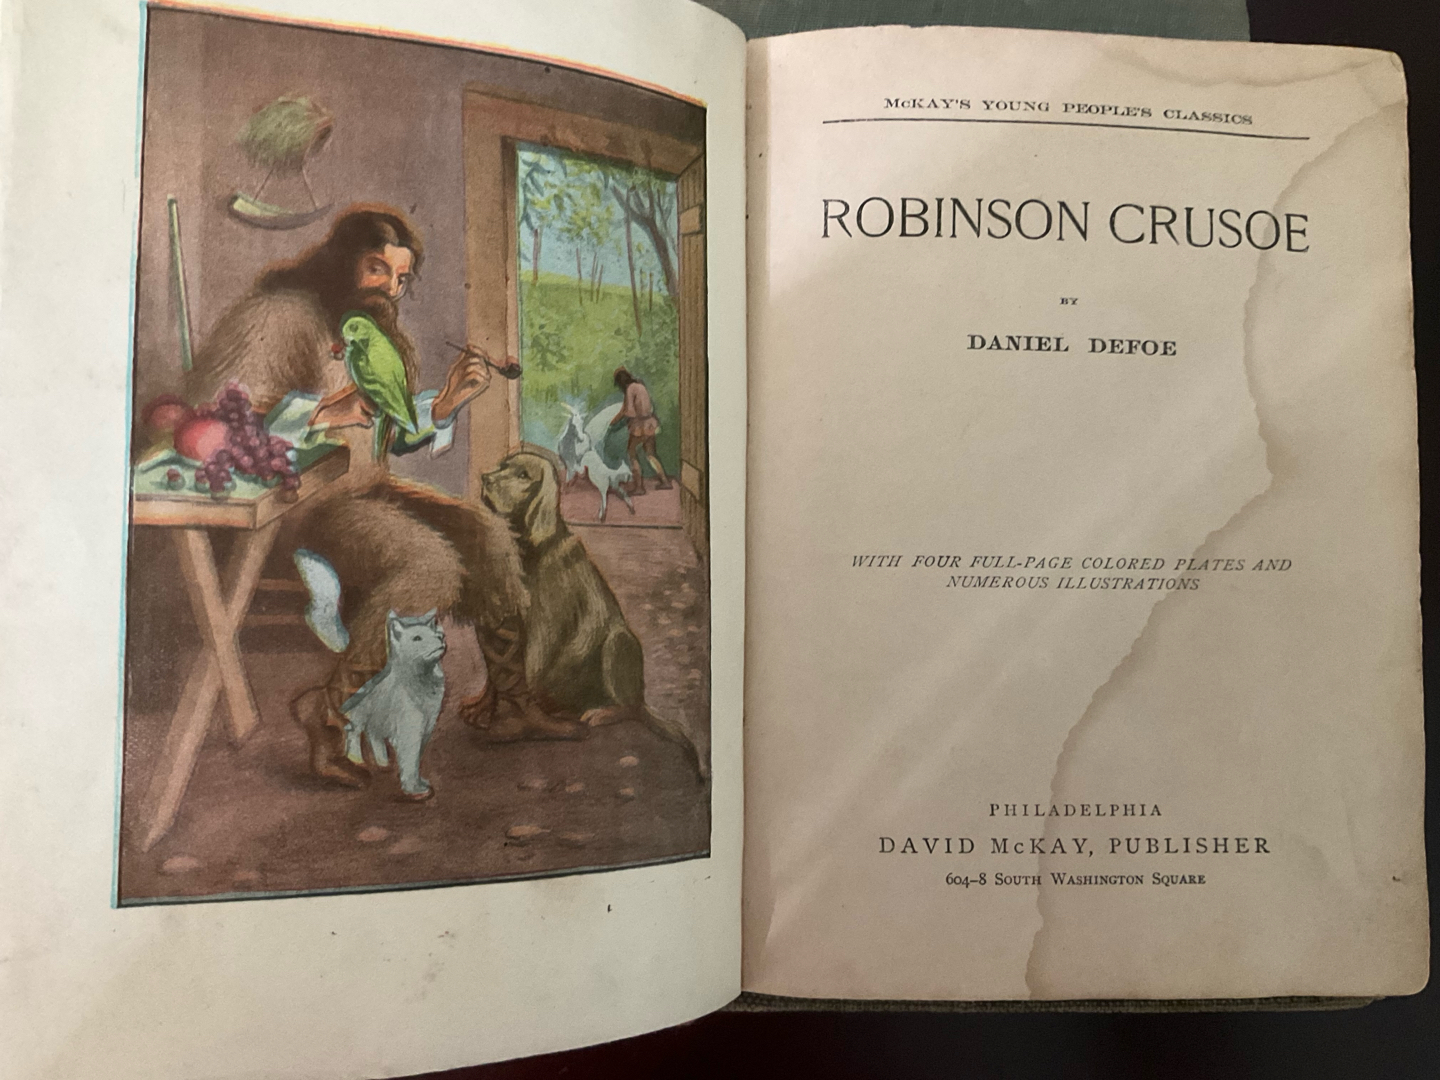 McKAY'S YOUNG PEOPLE'S CLASSICS
ROBINSON CRUSOE
BY
DANIEL DEFOE
WITH FOUR FULL-PAGE COLORED PLATES AND
NUMEROUS ILLUSTRATIONS
PHILADELPHIA
DAVID McKAY, PUBLISHER
604–8 SOUTH WASHINGTON SQUARE